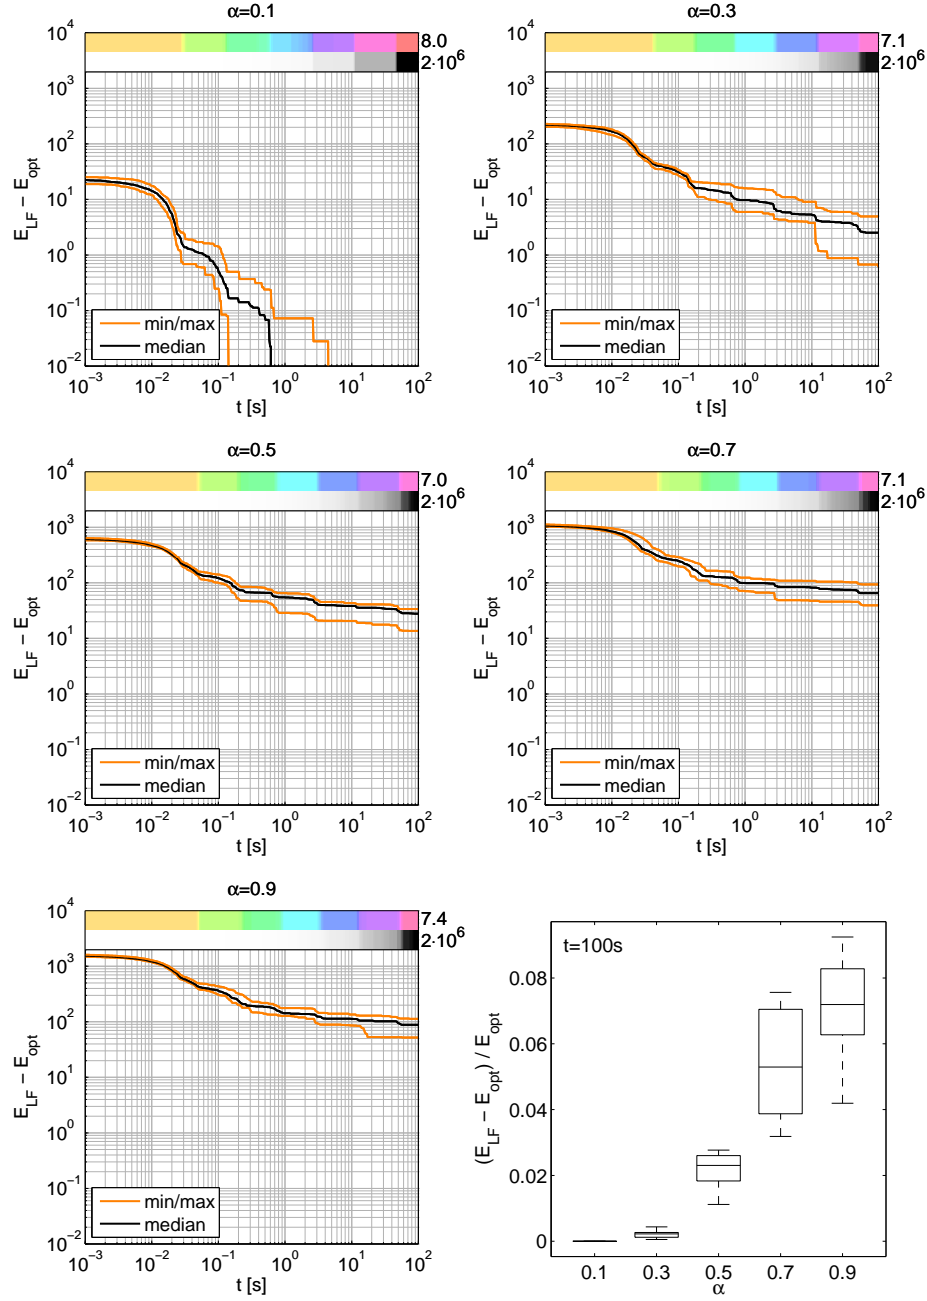 α=0.1
10^4
8.0
2·10^6
10^3
10^2
10^1
10^0
10^−1
10^−2
E_LF − E_opt
min/max
median
10^−3 10^−2 10^−1 10^0 10^1 10^2
t [s]
α=0.3
10^4
7.1
2·10^6
10^3
10^2
10^1
10^0
10^−1
10^−2
E_LF − E_opt
min/max
median
10^−3 10^−2 10^−1 10^0 10^1 10^2
t [s]
α=0.5
10^4
7.0
2·10^6
10^3
10^2
10^1
10^0
10^−1
10^−2
E_LF − E_opt
min/max
median
10^−3 10^−2 10^−1 10^0 10^1 10^2
t [s]
α=0.7
10^4
7.1
2·10^6
10^3
10^2
10^1
10^0
10^−1
10^−2
E_LF − E_opt
min/max
median
10^−3 10^−2 10^−1 10^0 10^1 10^2
t [s]
α=0.9
10^4
7.4
2·10^6
10^3
10^2
10^1
10^0
10^−1
10^−2
E_LF − E_opt
min/max
median
10^−3 10^−2 10^−1 10^0 10^1 10^2
t [s]
t=100s
0.08
0.06
0.04
0.02
0
(E_LF − E_opt) / E_opt
0.1 0.3 0.5 0.7 0.9
α